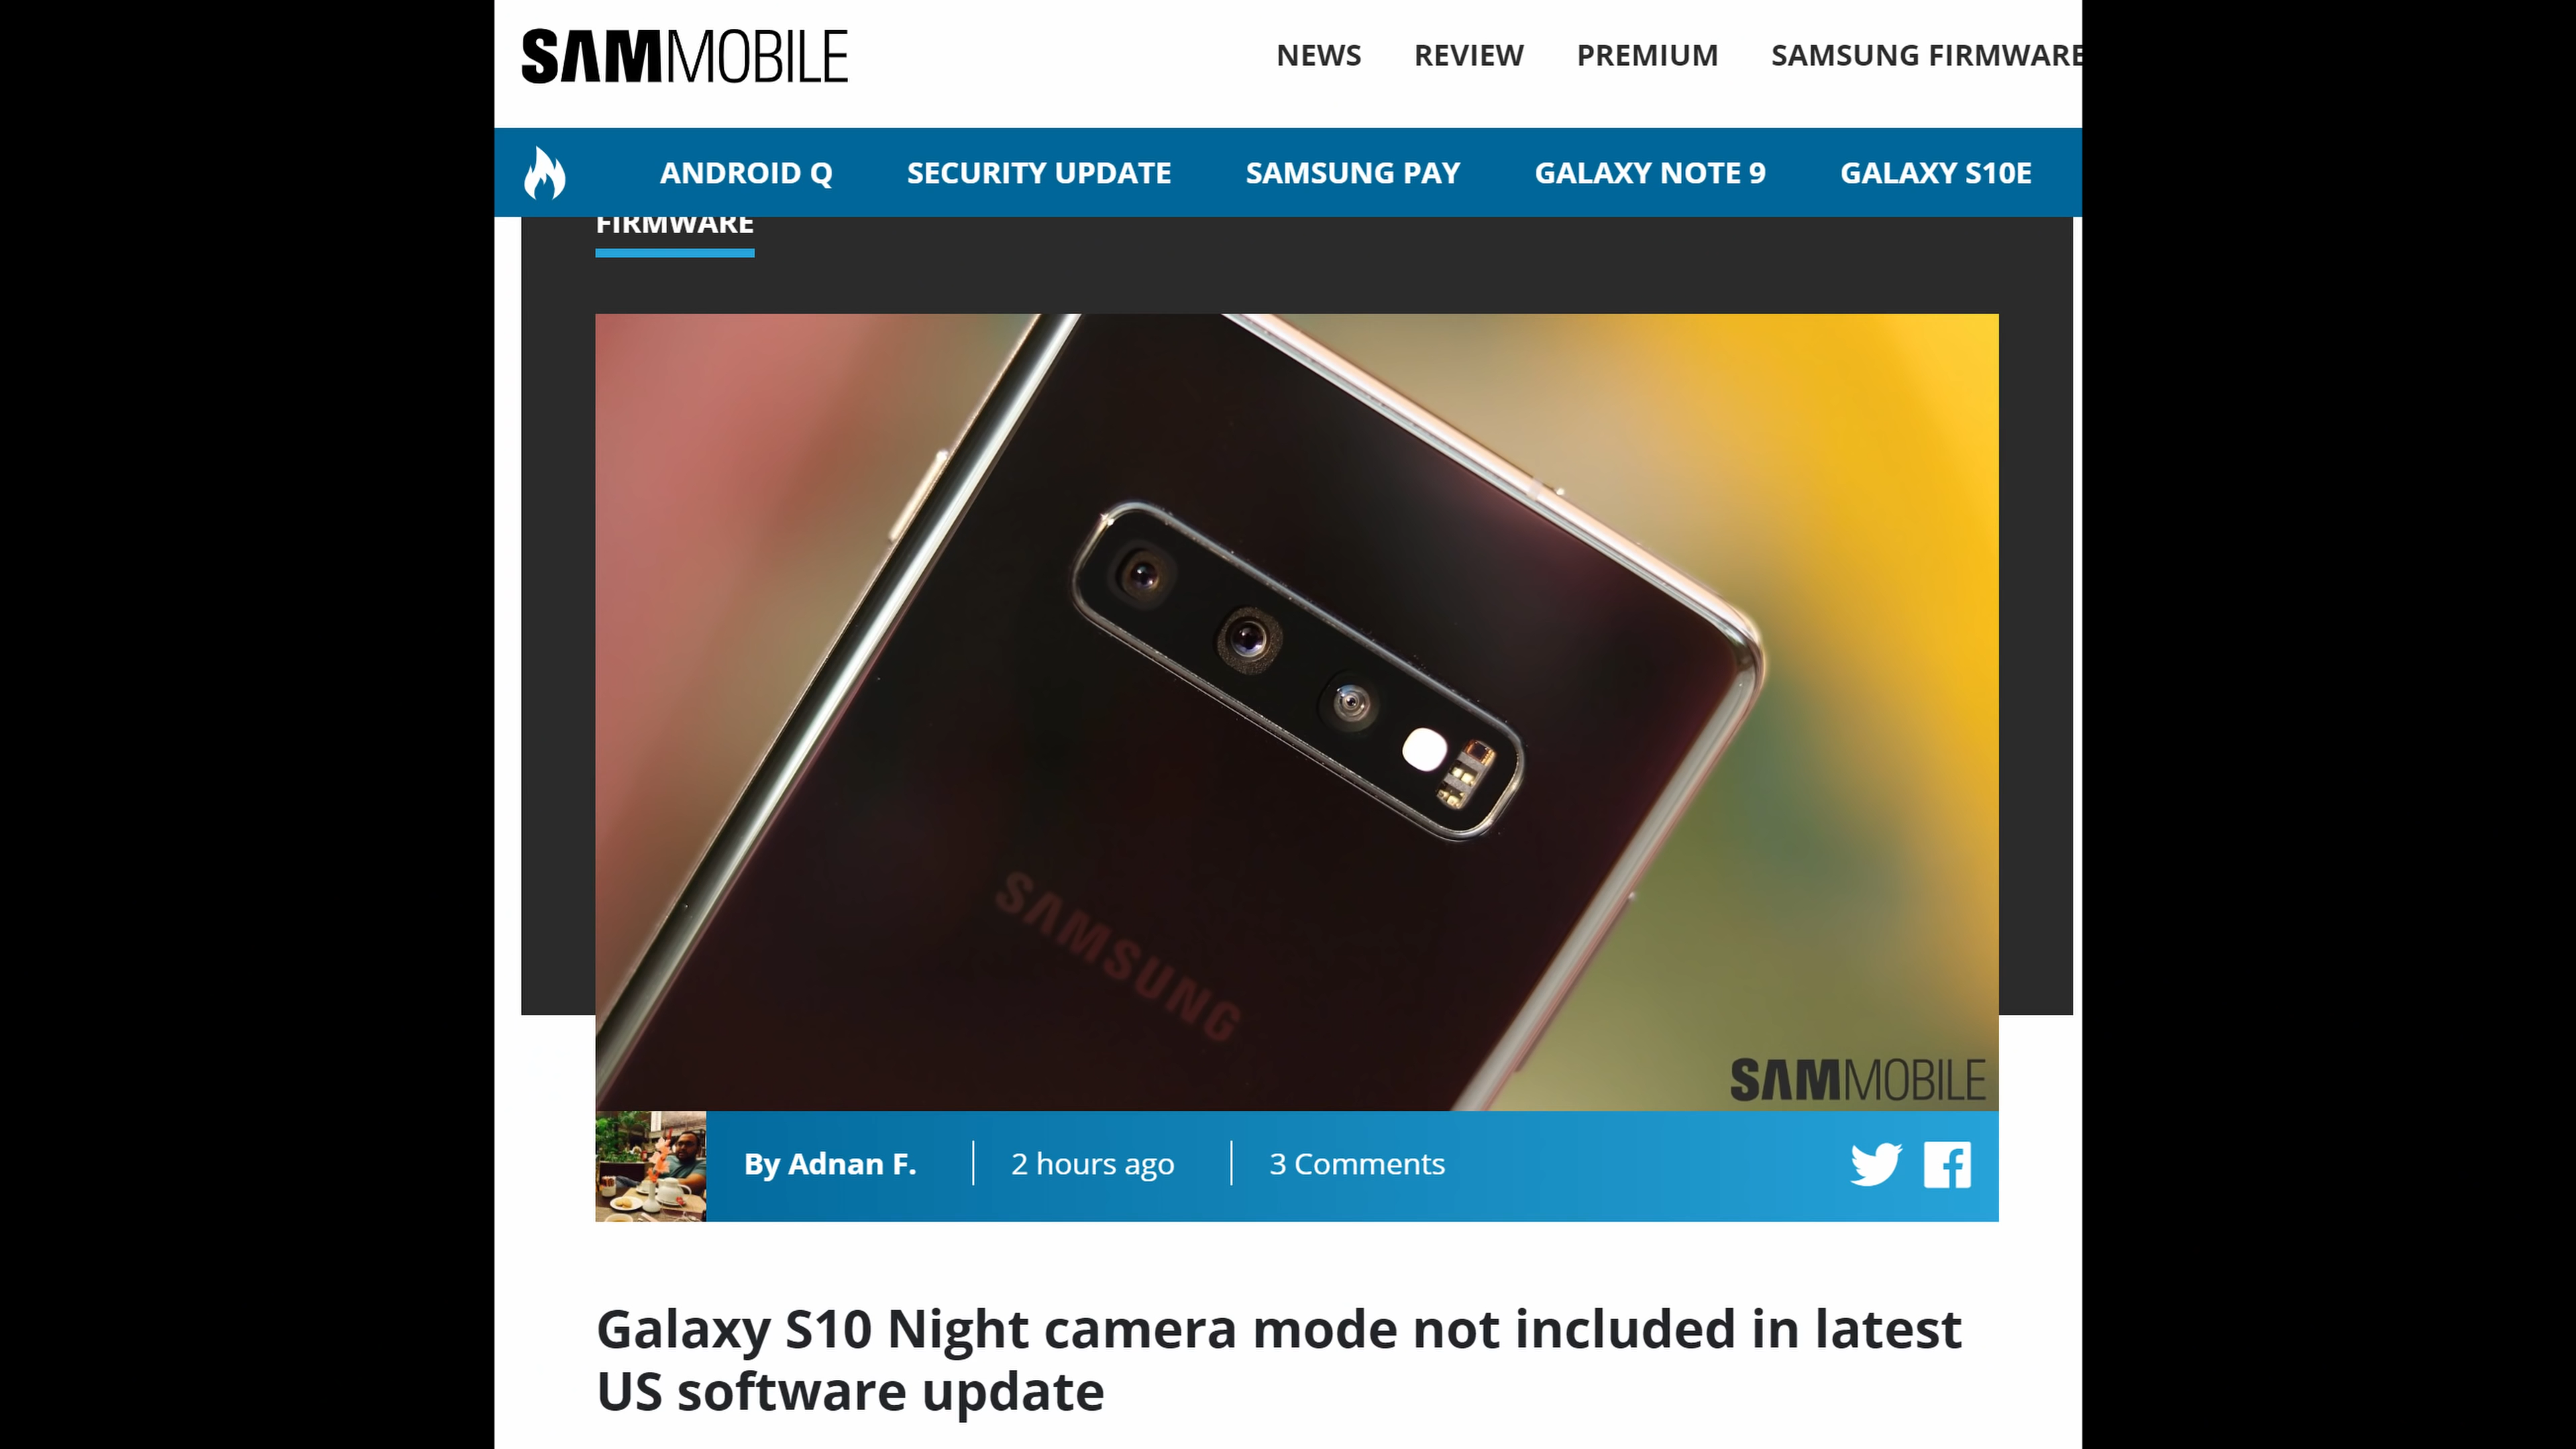 SAMMOBILE
NEWS REVIEW PREMIUM SAMSUNG FIRMWARE
ANDROID Q SECURITY UPDATE SAMSUNG PAY GALAXY NOTE 9 GALAXY S10E
FIRMWARE
SAMSUNG
SAMMOBILE
By Adnan F. 2 hours ago 3 Comments
Galaxy S10 Night camera mode not included in latest
US software update